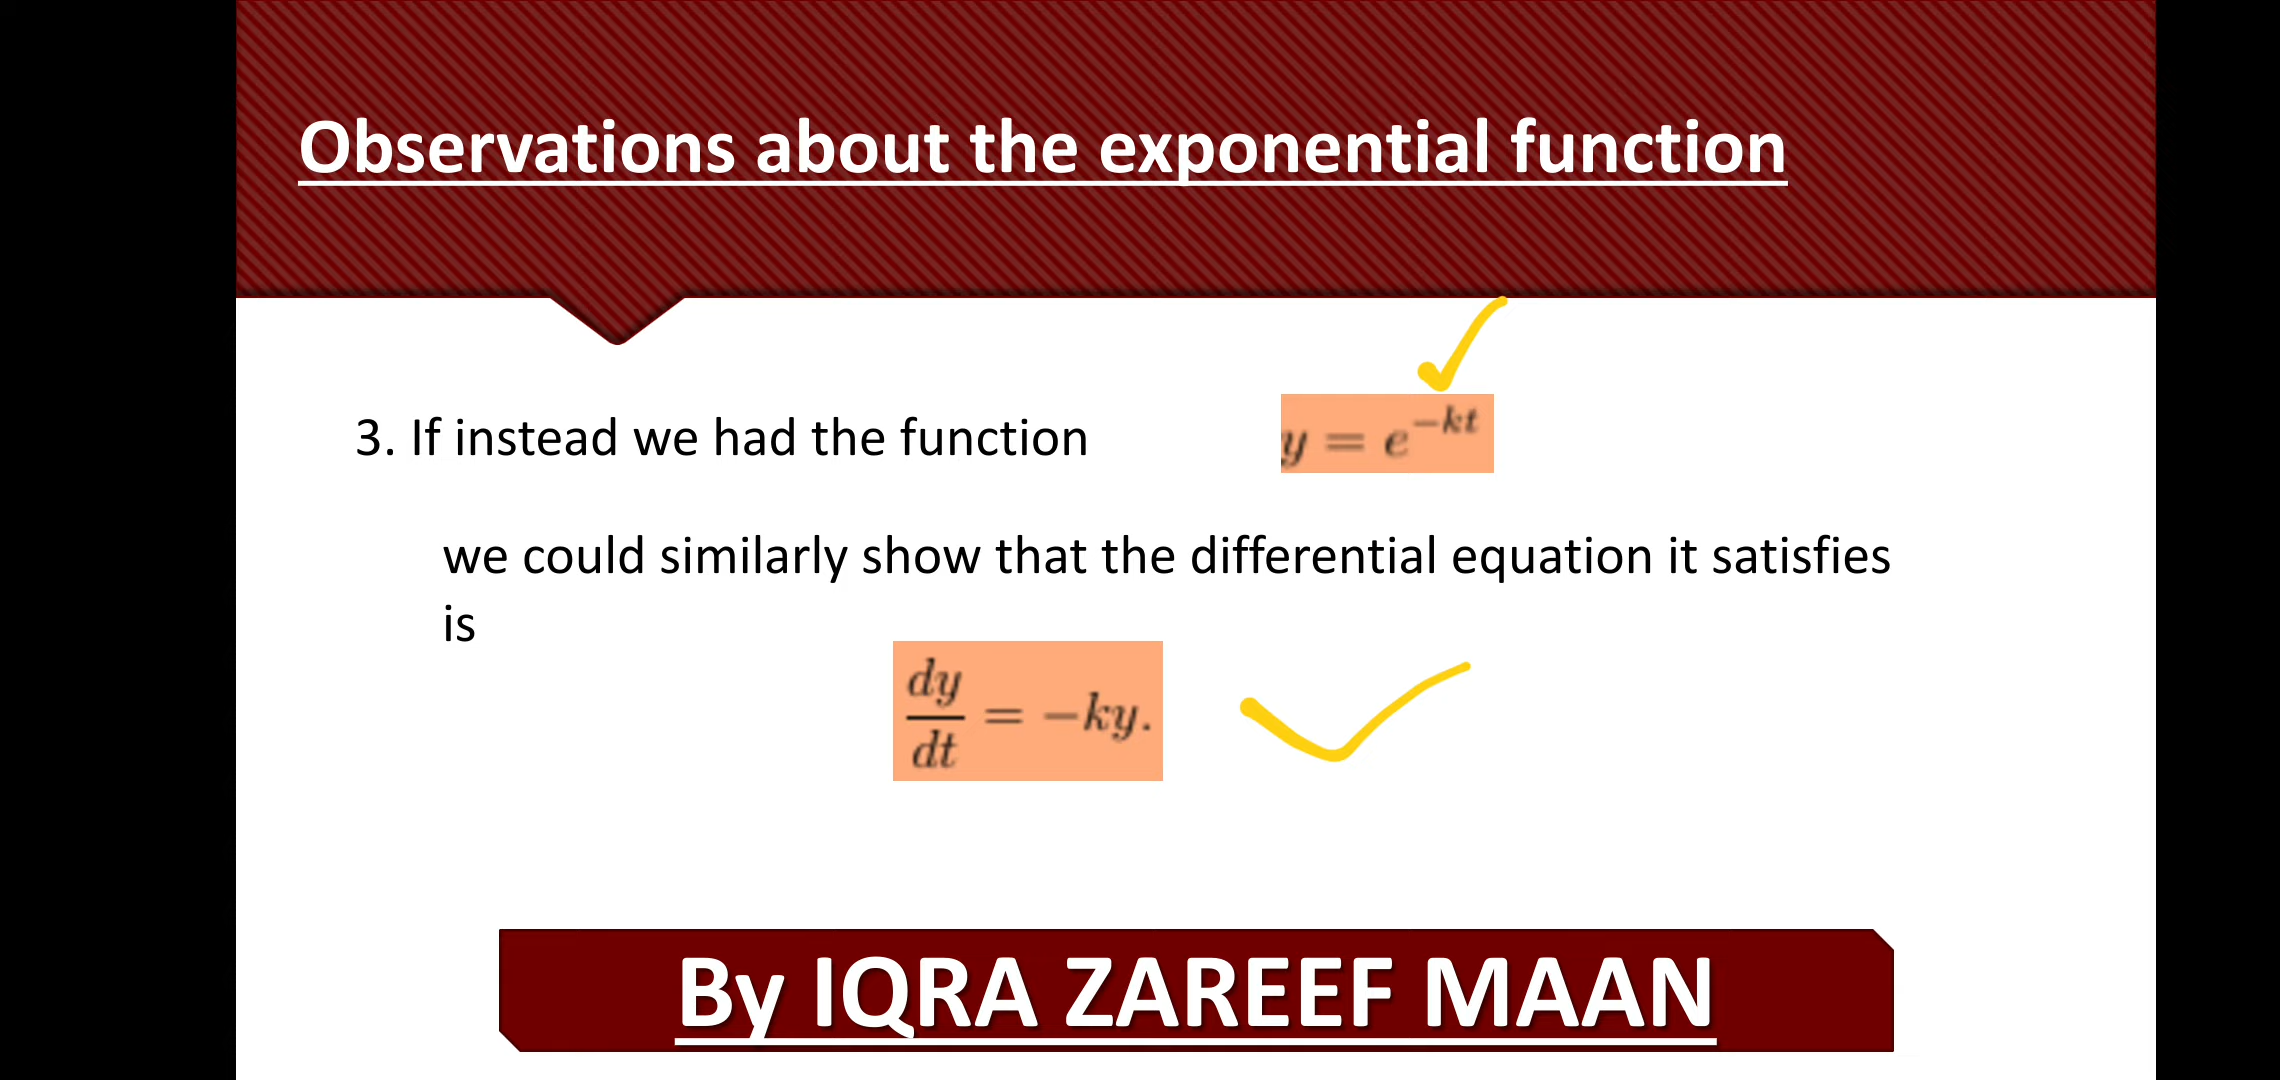 Observations about the exponential function
3. If instead we had the function y = e^{-kt}
we could similarly show that the differential equation it satisfies
is
dy/dt = -ky.
By IQRA ZAREEF MAAN